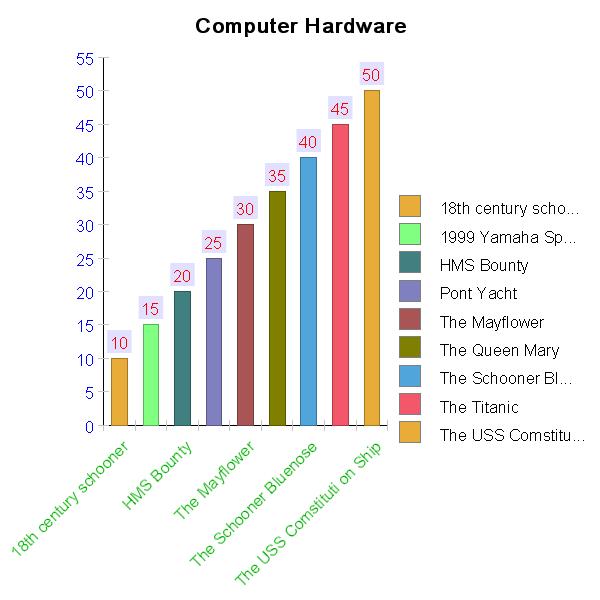 Computer Hardware
55
50
45
40
35
30
25
20
15
10
5
0
10
15
20
25
30
35
40
45
50
18th century schooner
HMS Bounty
The Mayflower
The Schooner Bluenose
The USS Comstituti on Ship
18th century scho...
1999 Yamaha Sp...
HMS Bounty
Pont Yacht
The Mayflower
The Queen Mary
The Schooner Bl...
The Titanic
The USS Comstitu...